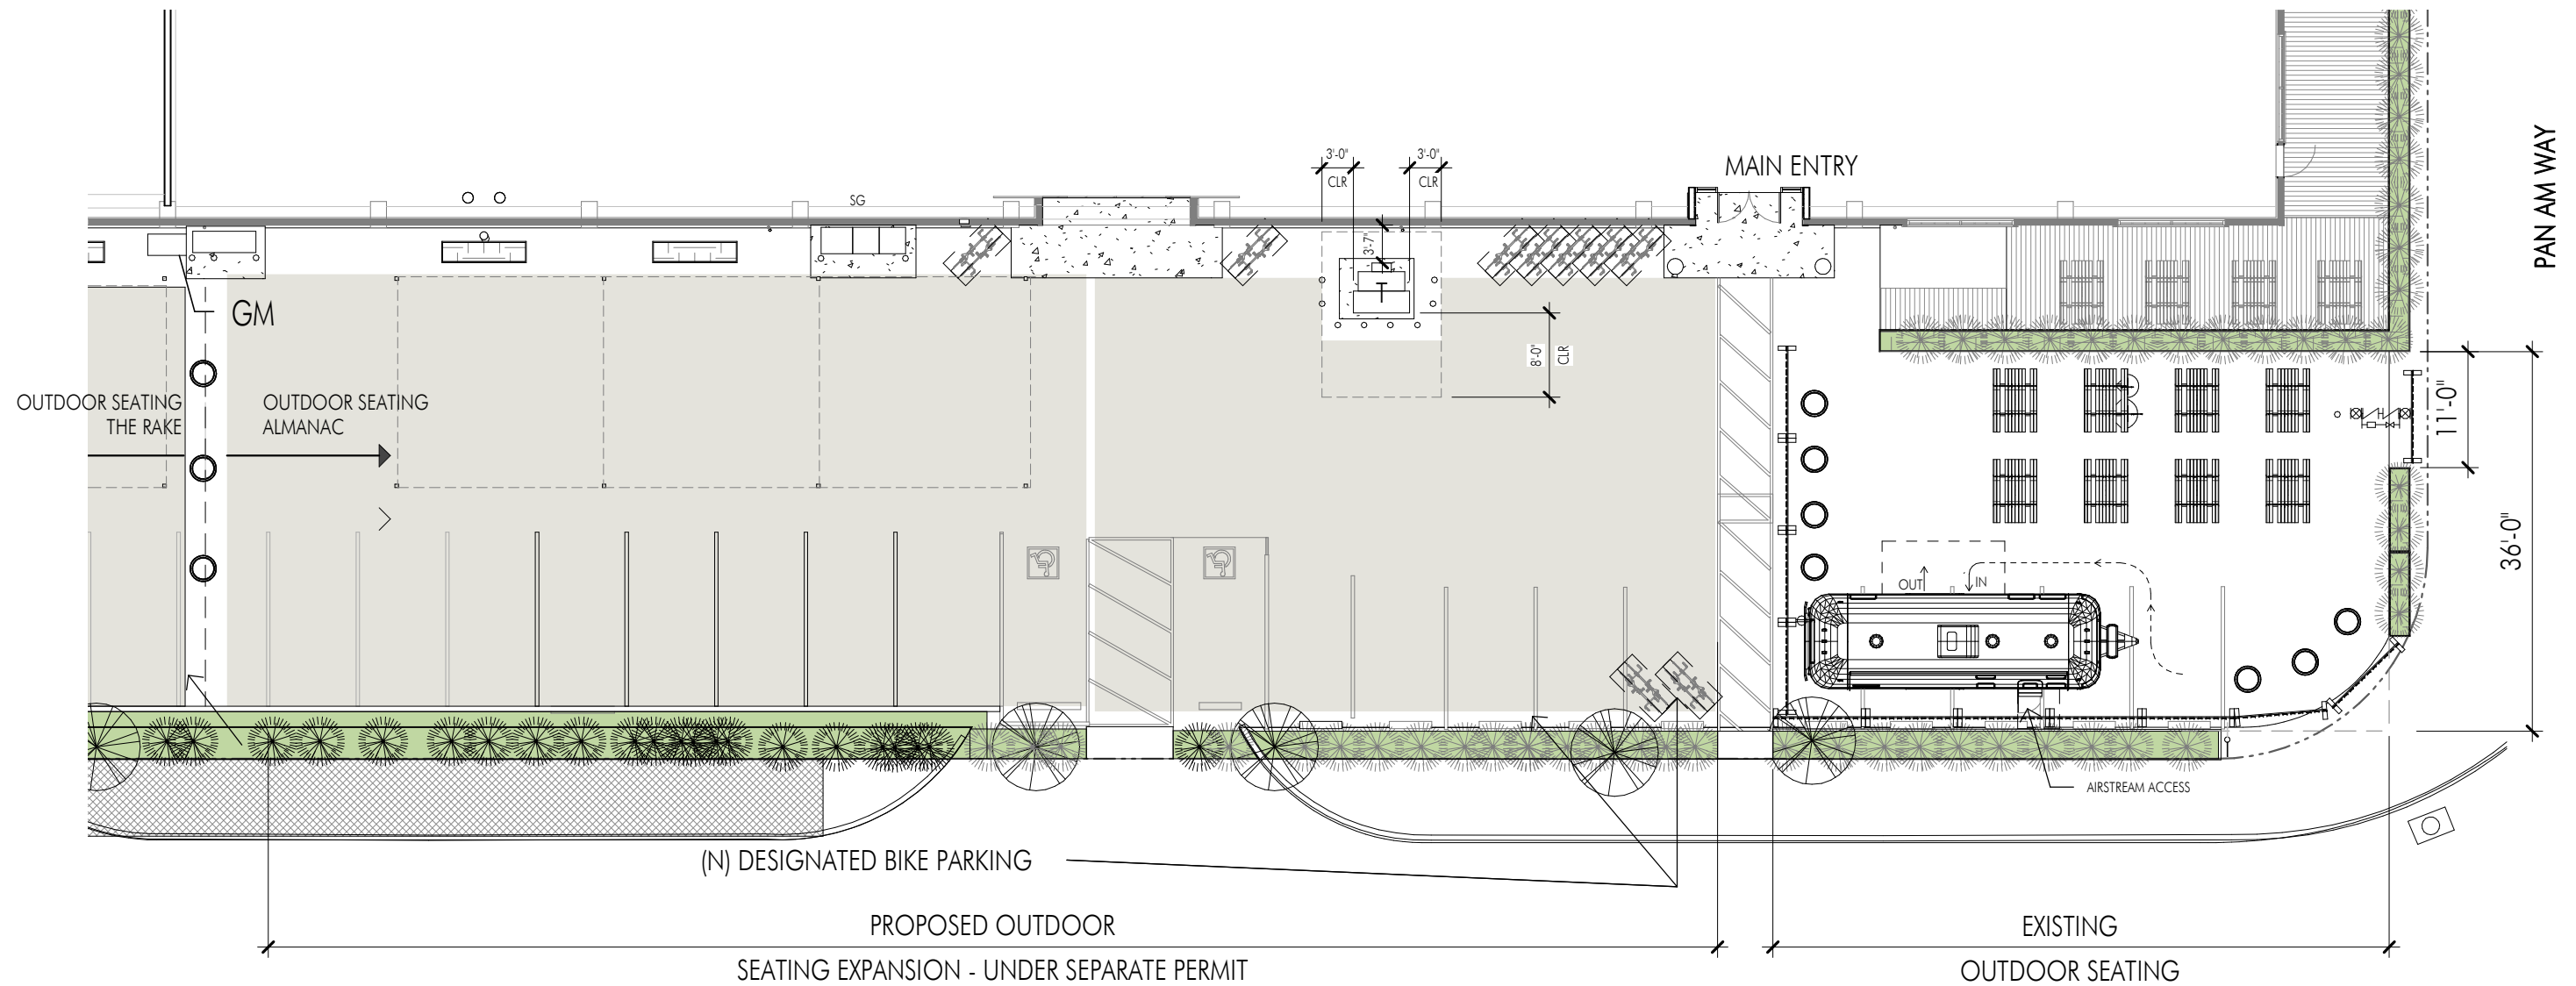 3'-0"
CLR
3'-0"
CLR
MAIN ENTRY
PAN AM WAY
SG
3'-7"
T
GM
8'-0"
CLR
OUTDOOR SEATING
THE RAKE
OUTDOOR SEATING
ALMANAC
11'-0"
36'-0"
OUT
IN
AIRSTREAM ACCESS
(N) DESIGNATED BIKE PARKING
PROPOSED OUTDOOR
SEATING EXPANSION - UNDER SEPARATE PERMIT
EXISTING
OUTDOOR SEATING